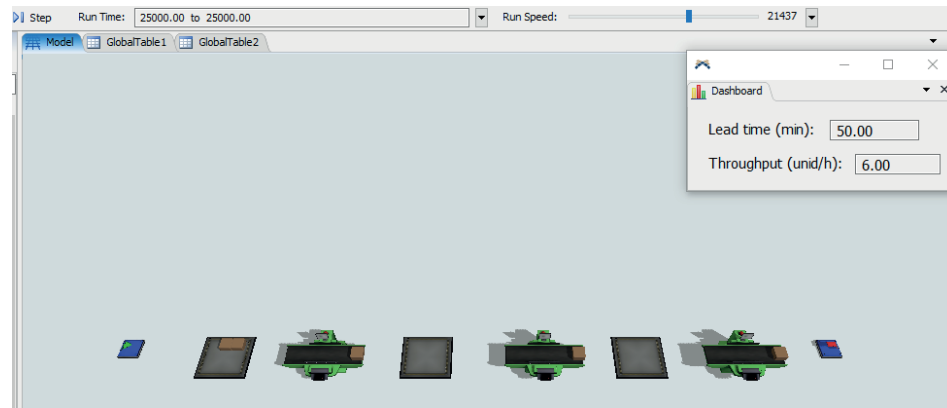 Step Run Time: 25000.00 to 25000.00 Run Speed: 21437
Model GlobalTable1 GlobalTable2
Dashboard
Lead time (min): 50.00
Throughput (unid/h): 6.00